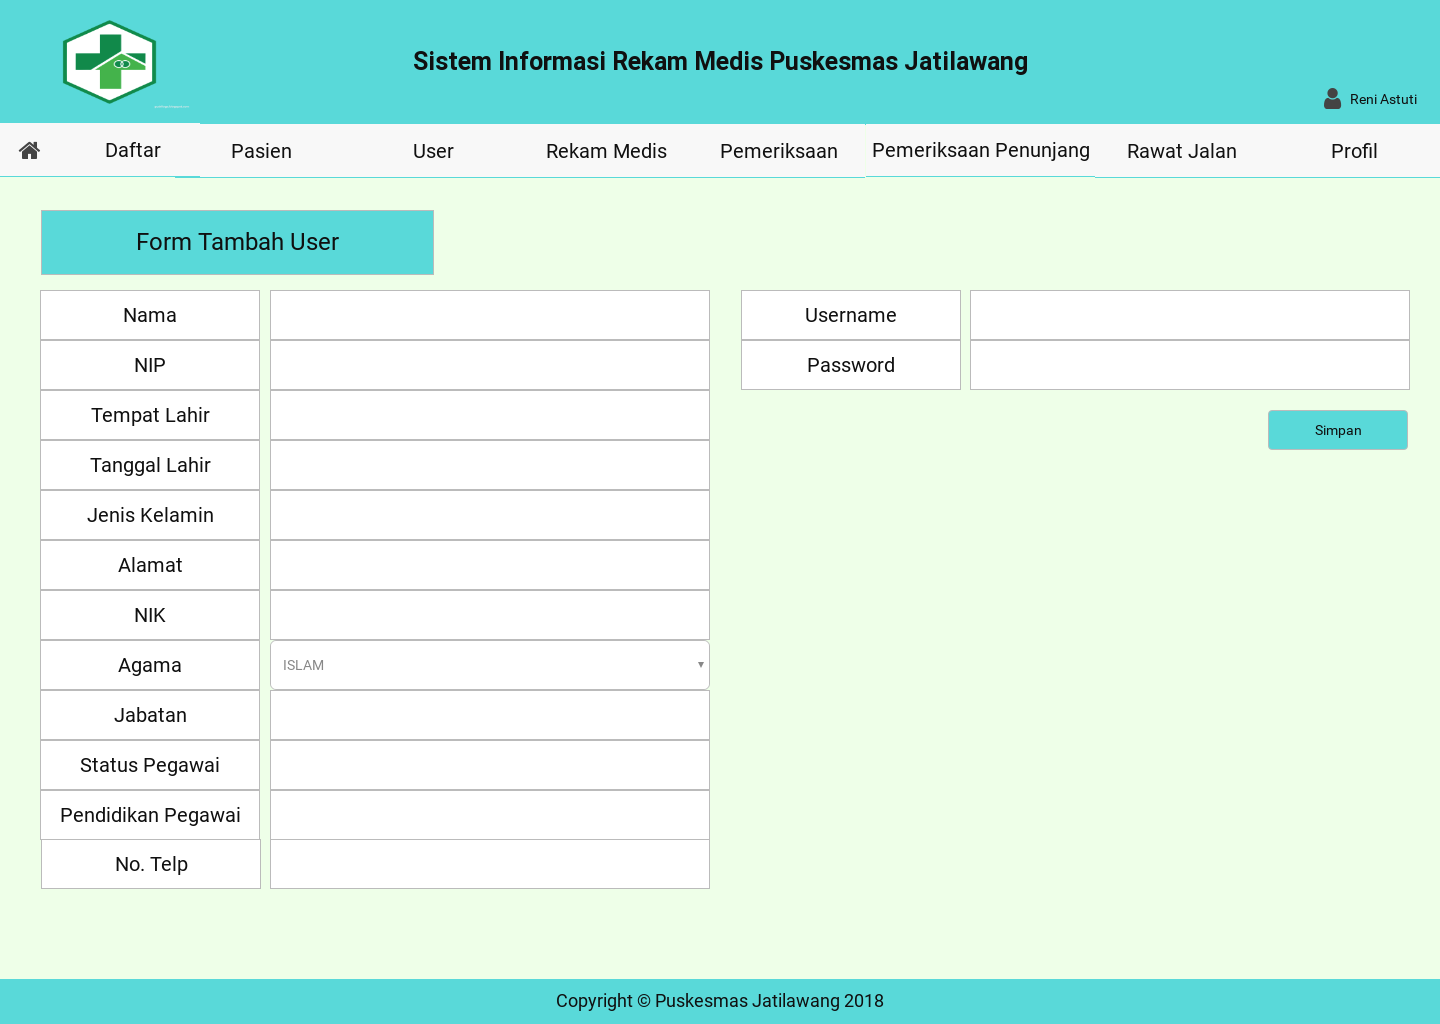 Sistem Informasi Rekam Medis Puskesmas Jatilawang
Reni Astuti
Daftar Pasien User Rekam Medis Pemeriksaan Pemeriksaan Penunjang Rawat Jalan Profil
Form Tambah User
Nama
NIP
Tempat Lahir
Tanggal Lahir
Jenis Kelamin
Alamat
NIK
Agama ISLAM
Jabatan
Status Pegawai
Pendidikan Pegawai
No. Telp
Username
Password
Simpan
Copyright © Puskesmas Jatilawang 2018